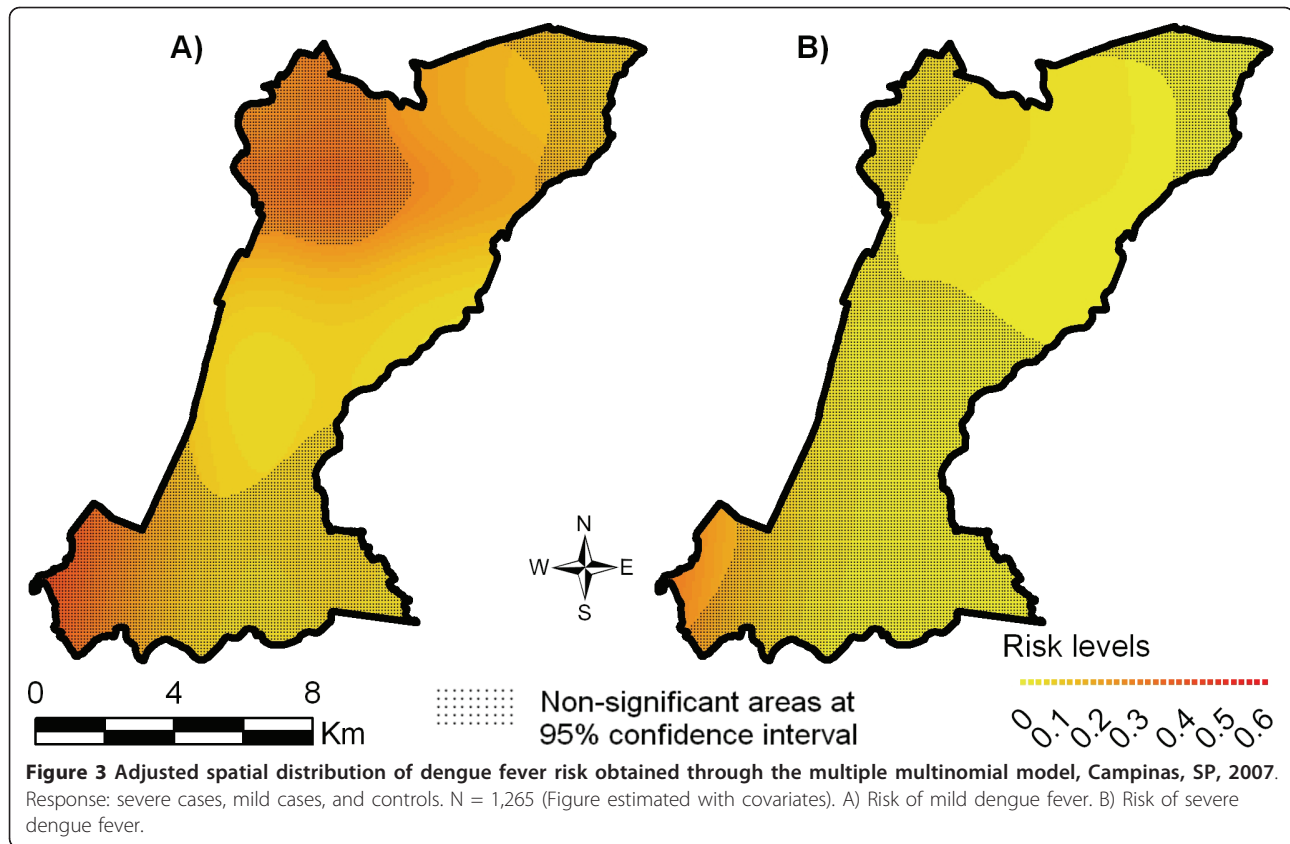 A)
B)
N
W
E
S
0
4
8
Km
Non-significant areas at
95% confidence interval
Risk levels
0
0.1
0.2
0.3
0.4
0.5
0.6
Figure 3 Adjusted spatial distribution of dengue fever risk obtained through the multiple multinomial model, Campinas, SP, 2007.
Response: severe cases, mild cases, and controls. N = 1,265 (Figure estimated with covariates). A) Risk of mild dengue fever. B) Risk of severe
dengue fever.